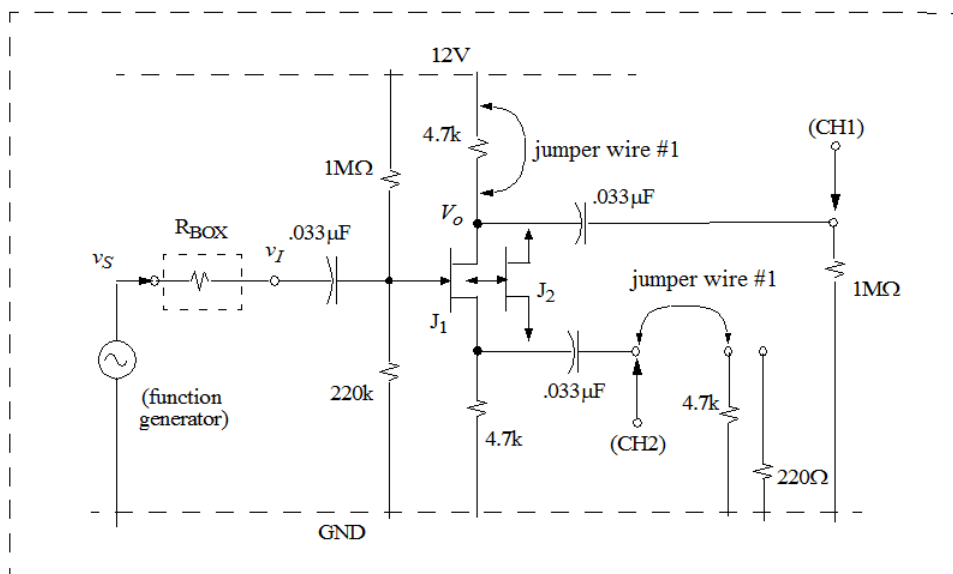 12V
4.7k
jumper wire #1
(CH1)
1MΩ
.033µF
Vo
RBOX
.033µF
vS
vI
jumper wire #1
J2
1MΩ
J1
(function
generator)
220k
.033µF
4.7k
4.7k
(CH2)
220Ω
GND